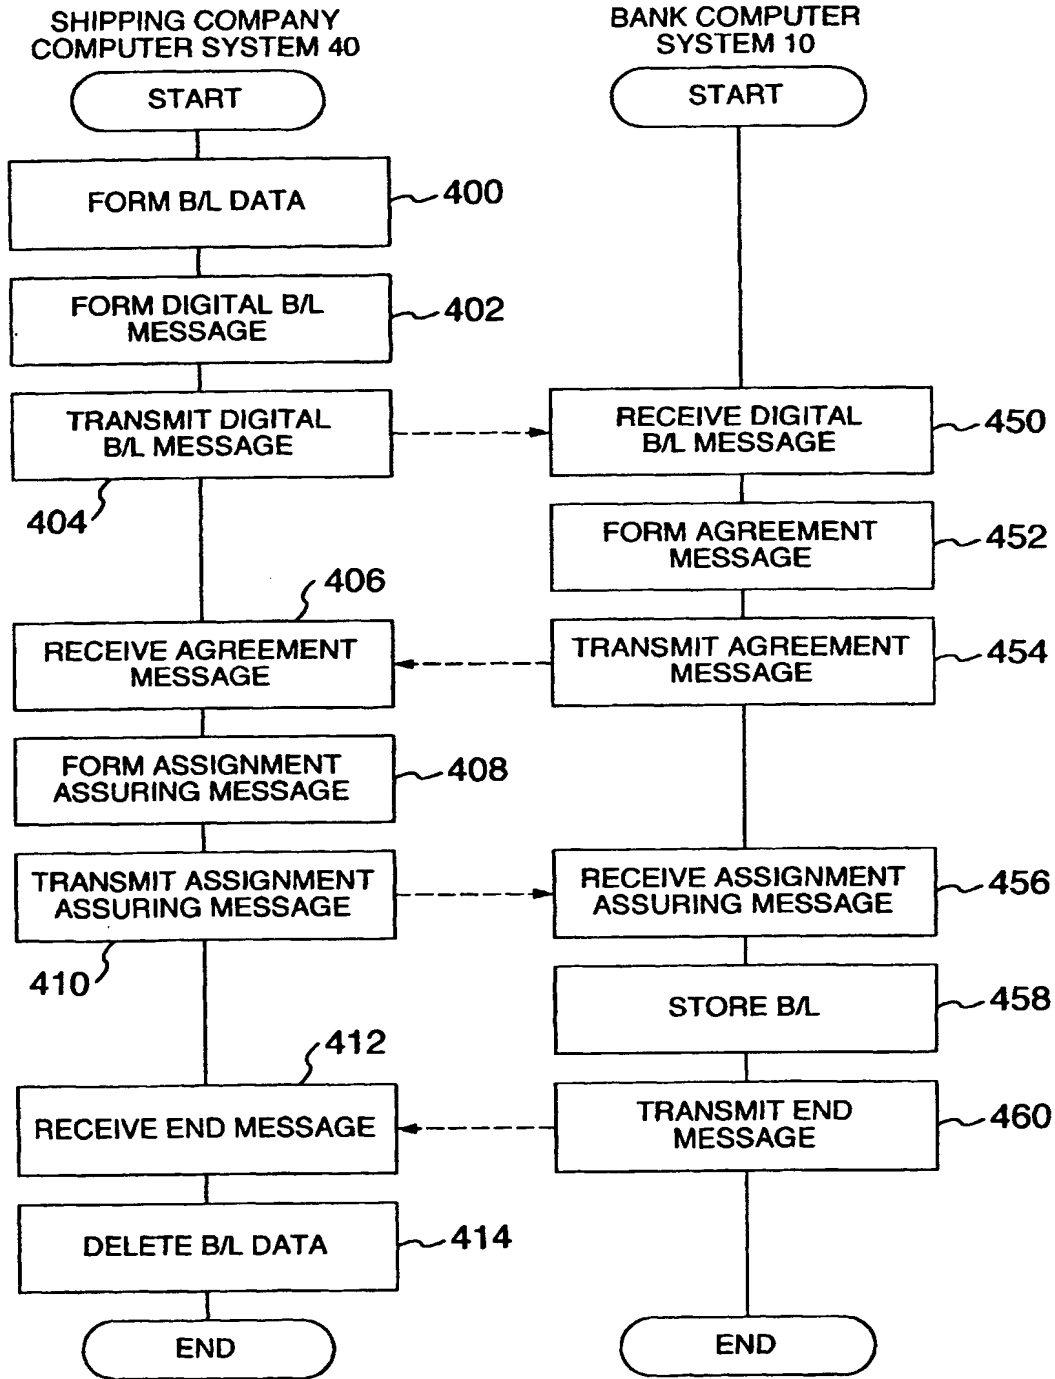 SHIPPING COMPANY
COMPUTER SYSTEM 40
START
FORM B/L DATA
400
FORM DIGITAL B/L
MESSAGE
402
TRANSMIT DIGITAL
B/L MESSAGE
404
406
RECEIVE AGREEMENT
MESSAGE
FORM ASSIGNMENT
ASSURING MESSAGE
408
TRANSMIT ASSIGNMENT
ASSURING MESSAGE
410
412
RECEIVE END MESSAGE
DELETE B/L DATA
414
END
BANK COMPUTER
SYSTEM 10
START
RECEIVE DIGITAL
B/L MESSAGE
450
FORM AGREEMENT
MESSAGE
452
TRANSMIT AGREEMENT
MESSAGE
454
RECEIVE ASSIGNMENT
ASSURING MESSAGE
456
STORE B/L
458
TRANSMIT END
MESSAGE
460
END